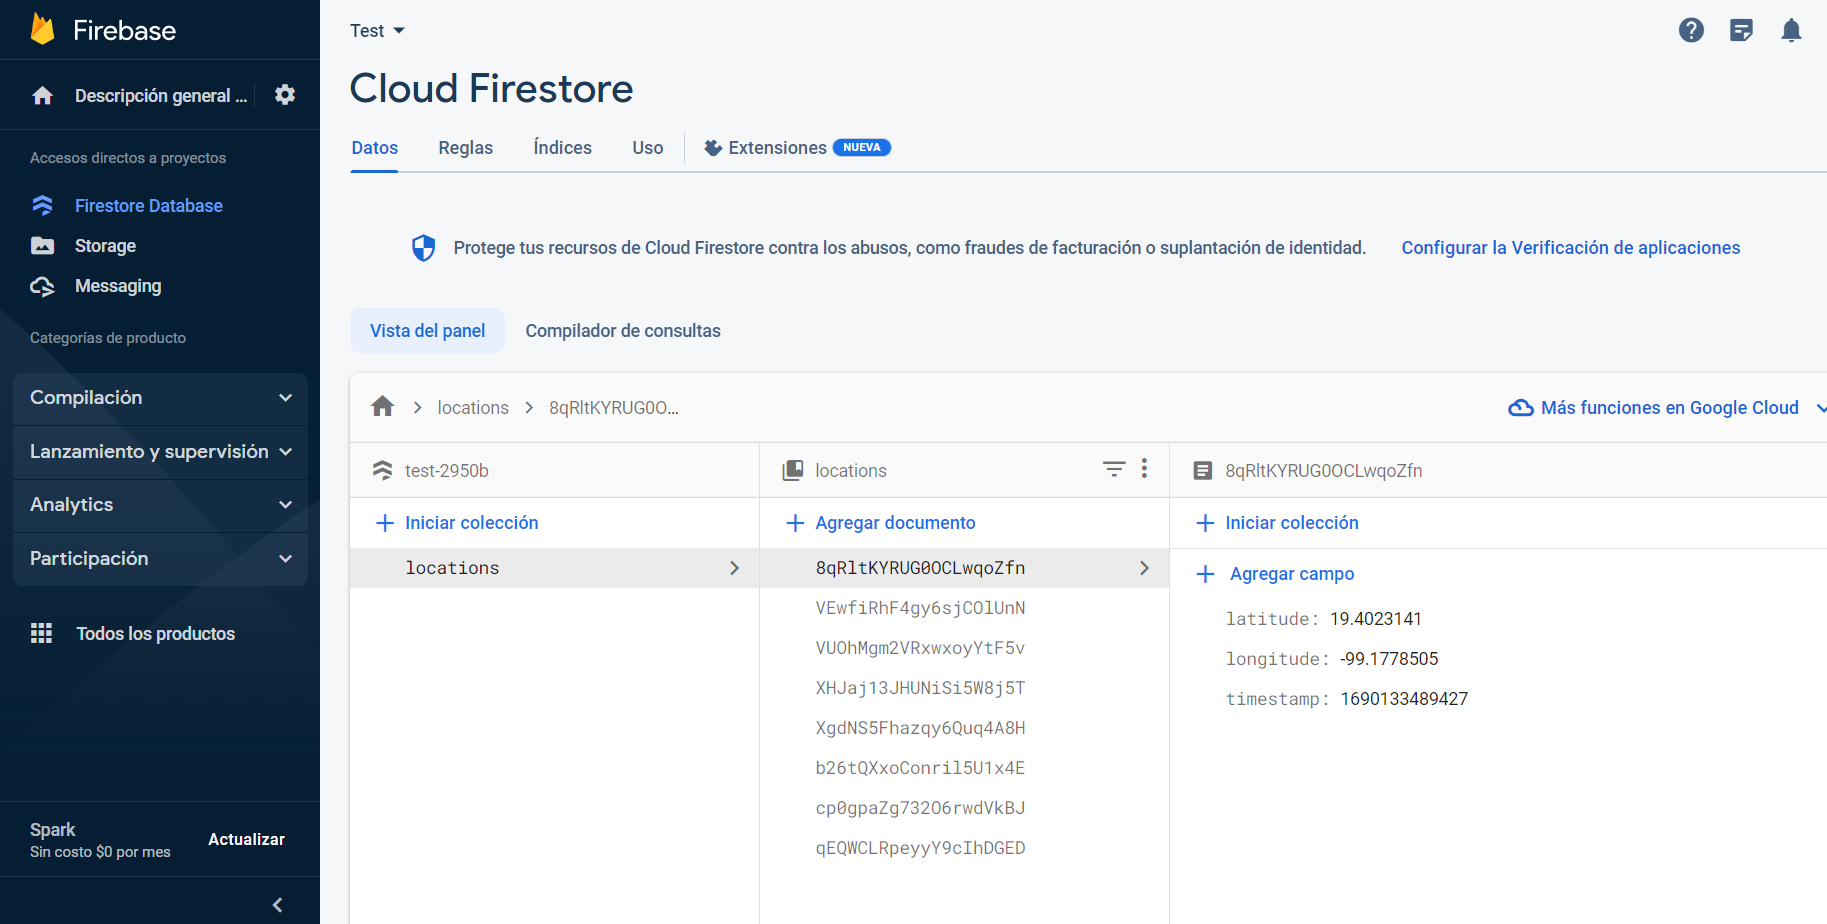 Firebase
Descripción general ...
Accesos directos a proyectos
Firestore Database
Storage
Messaging
Categorías de producto
Compilación
Lanzamiento y supervisión
Analytics
Participación
Todos los productos
Spark
Sin costo $0 por mes
Actualizar
Test
Cloud Firestore
Datos Reglas Índices Uso Extensiones NUEVA
Protege tus recursos de Cloud Firestore contra los abusos, como fraudes de facturación o suplantación de identidad. Configurar la Verificación de aplicaciones
Vista del panel Compilador de consultas
locations 8qRltKYRUG0O... Más funciones en Google Cloud
test-2950b
Iniciar colección
locations
locations
Agregar documento
8qRltKYRUG0OCLwqoZfn
VEwfiRhF4gy6sjCOlUnN
VUOhMgm2VRxwxoyYtF5v
XHJaj13JHUNiSi5W8j5T
XgdNS5Fhazqy6Quq4A8H
b26tQXxoConril5U1x4E
cp0gpaZg732O6rwdVkBJ
qEQWCLRpeyyY9cIhDGED
8qRltKYRUG0OCLwqoZfn
Iniciar colección
Agregar campo
latitude: 19.4023141
longitude: -99.1778505
timestamp: 1690133489427